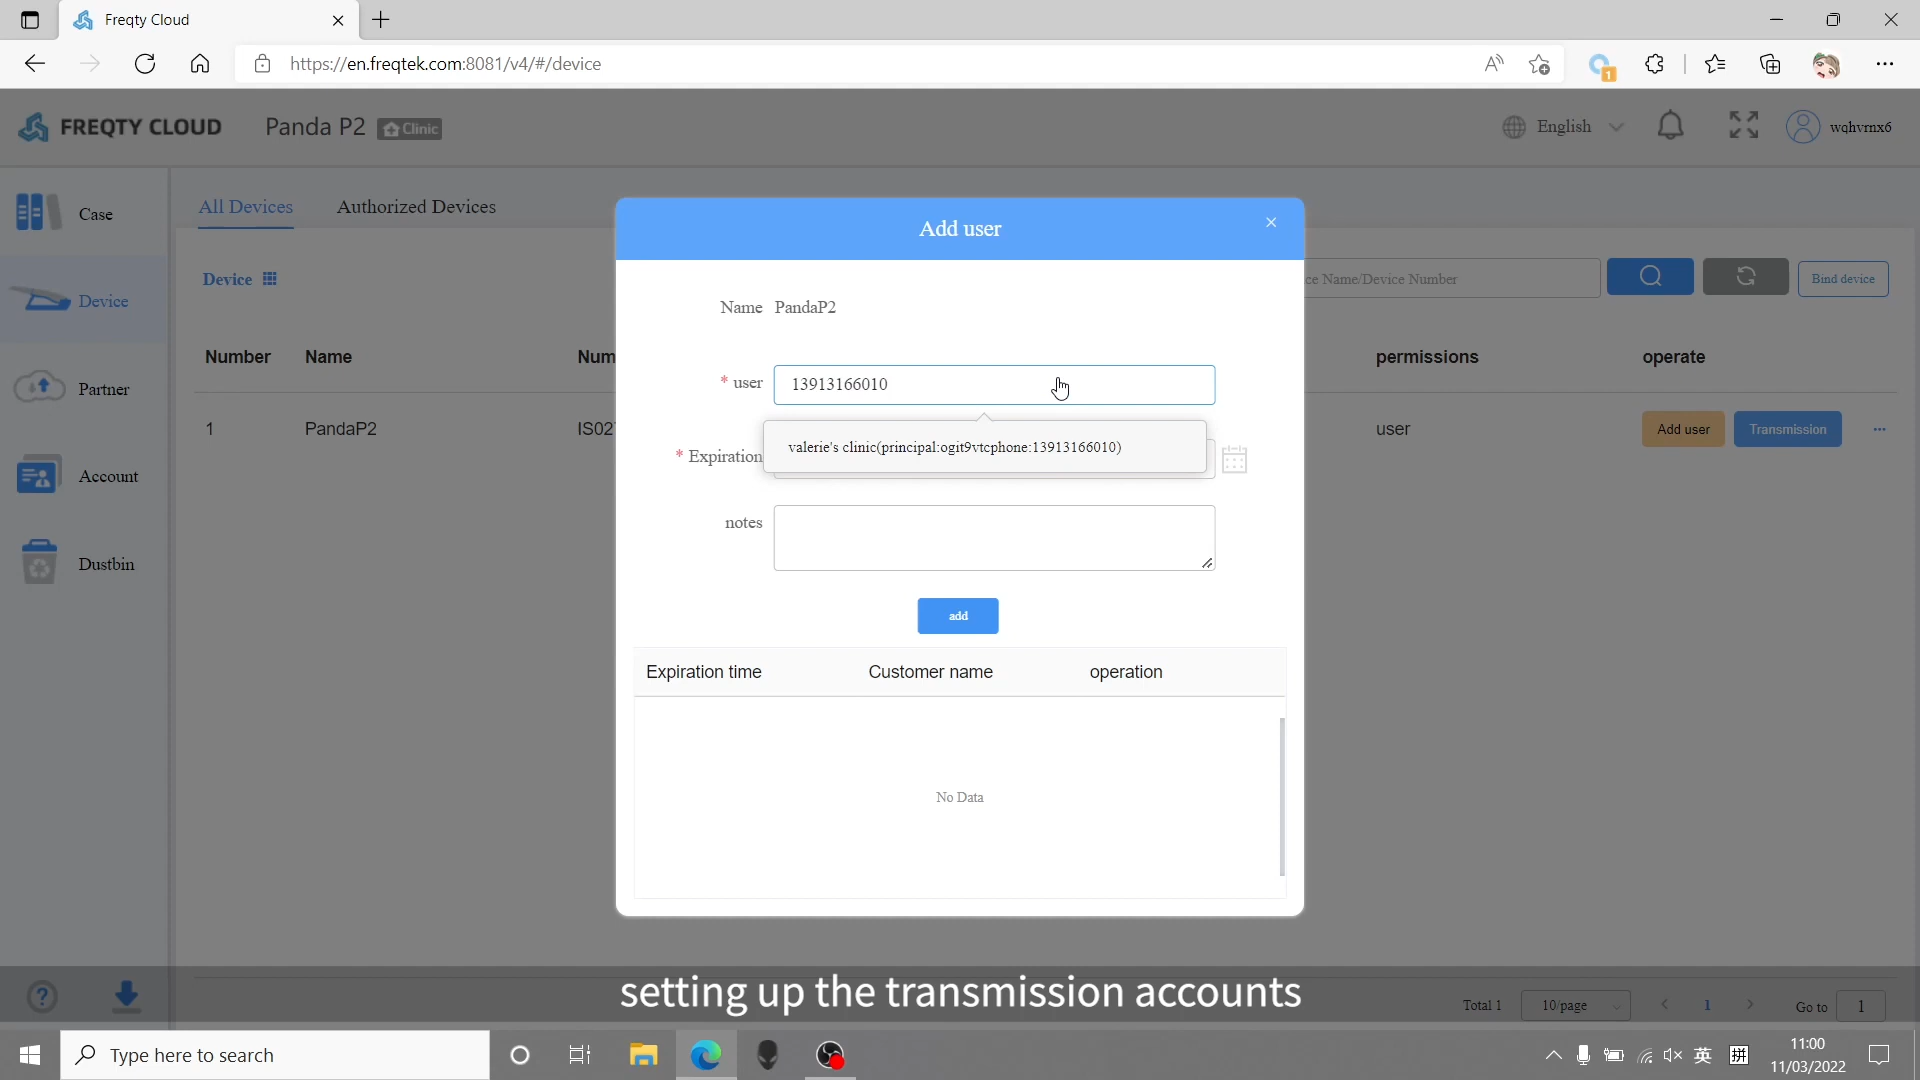 Freqty Cloud
https://en.freqtek.com:8081/v4/#/device
1
FREQTY CLOUD
Panda P2
Clinic
English
wqhvrnx6
Case
Device
Partner
Account
Dustbin
All Devices
Authorized Devices
Device
ce Name/Device Number
Bind device
Number Name Num permissions operate
1 PandaP2 IS02 user Add user Transmission ...
Add user
Name PandaP2
* user 13913166010
valerie's clinic(principal:ogit9vtcphone:13913166010)
* Expiration
notes
add
Expiration time Customer name operation
No Data
setting up the transmission accounts
Total 1 10/page 1 Go to 1
Type here to search
英
拼
11:00
11/03/2022